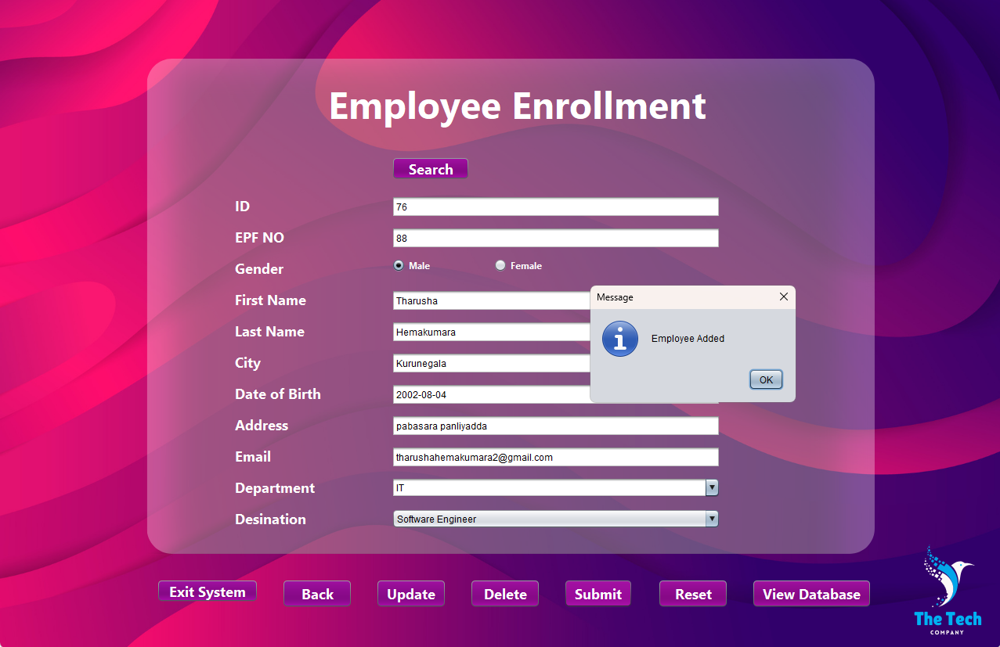 Employee Enrollment
Search
ID 76
EPF NO 88
Gender Male Female
First Name Tharusha
Message
Last Name Hemakumara
Employee Added
City Kurunegala
OK
Date of Birth 2002-08-04
Address pabasara panliyadda
Email tharushahemakumara2@gmail.com
Department IT
Desination Software Engineer
Exit System Back Update Delete Submit Reset View Database
The Tech
COMPANY